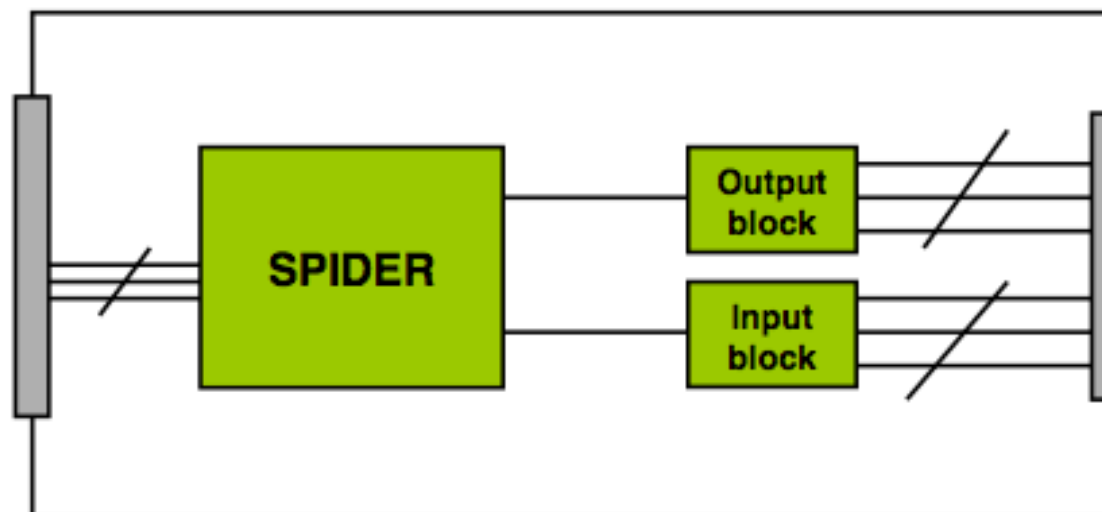 SPIDER
Output
block
Input
block